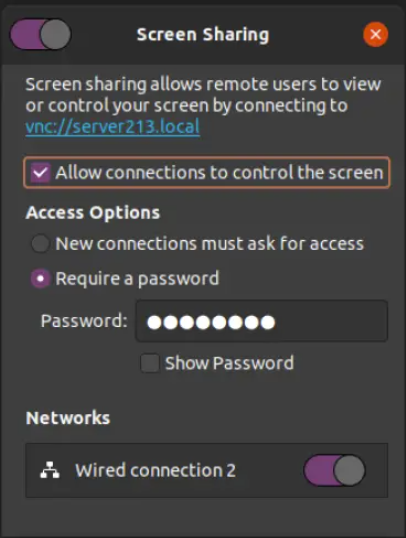 Screen Sharing
Screen sharing allows remote users to view
or control your screen by connecting to
vnc://server213.local
Allow connections to control the screen
Access Options
New connections must ask for access
Require a password
Password: ●●●●●●●●
Show Password
Networks
Wired connection 2